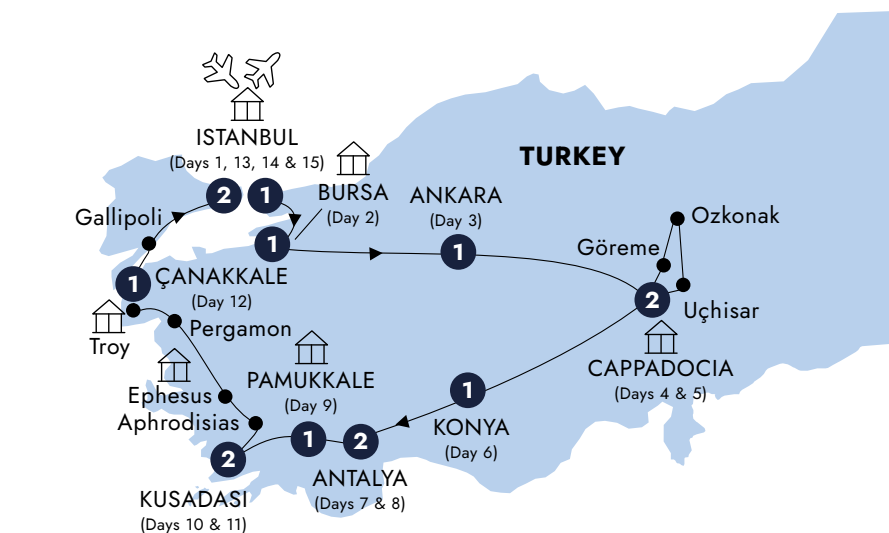 ISTANBUL
(Days 1, 13, 14 & 15)
TURKEY
2
1
BURSA
(Day 2)
ANKARA
(Day 3)
Gallipoli
Ozkonak
1
1
Göreme
ÇANAKKALE
(Day 12)
1
2
Uçhisar
Troy
Pergamon
CAPPADOCIA
(Days 4 & 5)
PAMUKKALE
(Day 9)
Ephesus
Aphrodisias
1
KONYA
(Day 6)
2
1
2
ANTALYA
(Days 7 & 8)
KUSADASI
(Days 10 & 11)